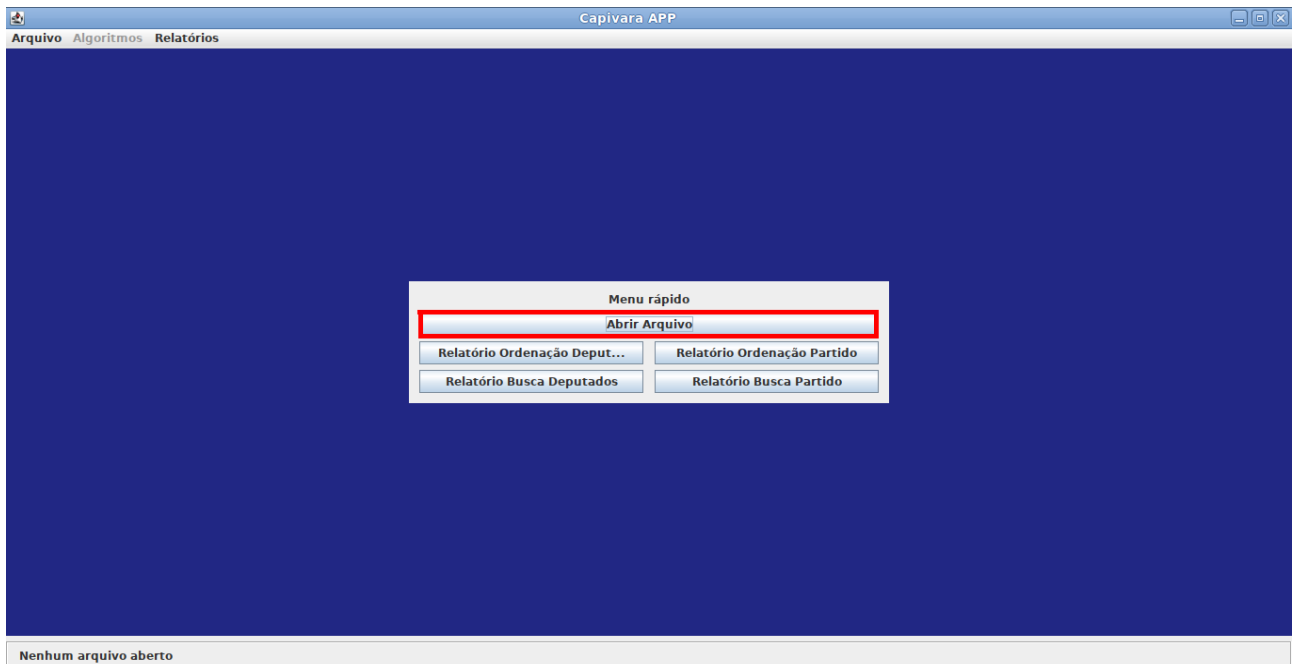 Capivara APP
Arquivo Algoritmos Relatórios
Menu rápido
Abrir Arquivo
Relatório Ordenação Deput... Relatório Ordenação Partido
Relatório Busca Deputados Relatório Busca Partido
Nenhum arquivo aberto